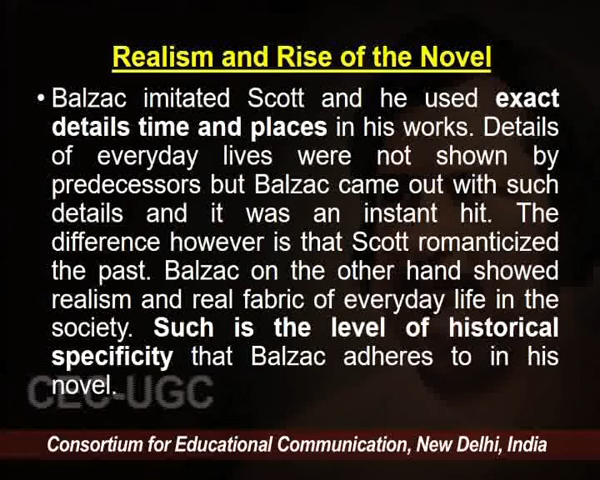 Realism and Rise of the Novel
• Balzac imitated Scott and he used exact
details time and places in his works. Details
of everyday lives were not shown by
predecessors but Balzac came out with such
details and it was an instant hit. The
difference however is that Scott romanticized
the past. Balzac on the other hand showed
realism and real fabric of everyday life in the
society. Such is the level of historical
specificity that Balzac adheres to in his
novel.
CEC-UGC
Consortium for Educational Communication, New Delhi, India